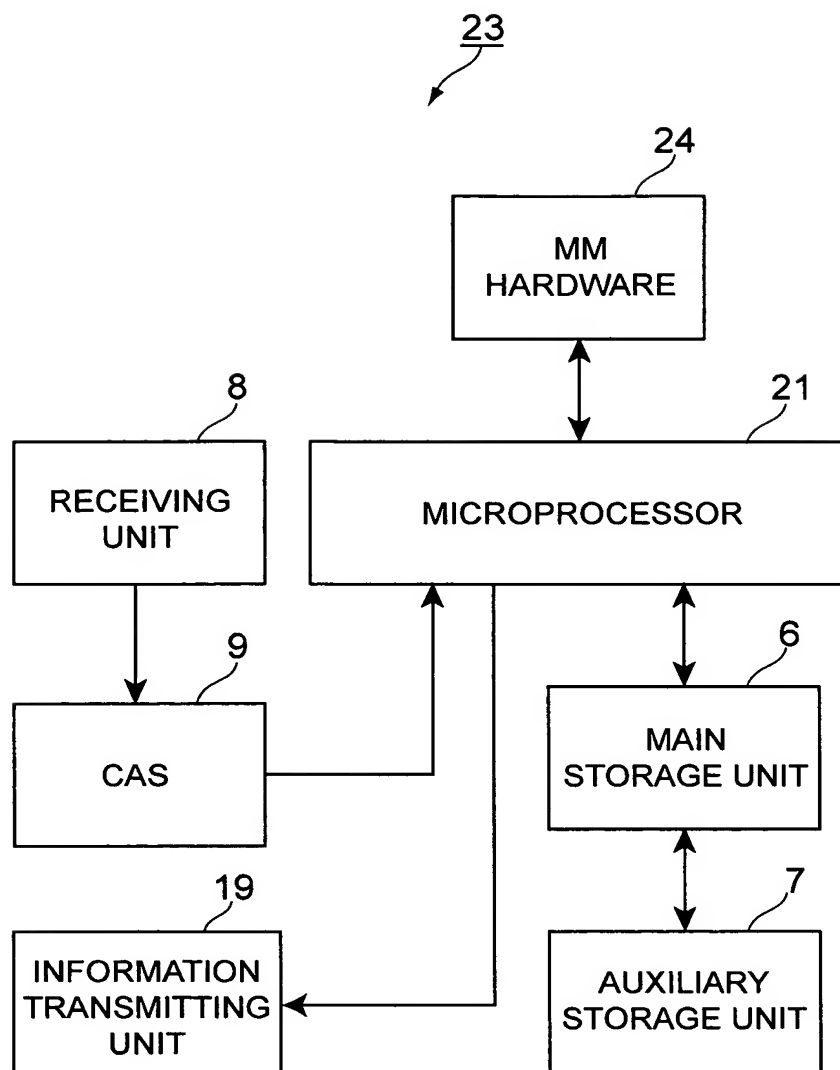 23
24
MM
HARDWARE
8
21
RECEIVING
UNIT
MICROPROCESSOR
9
6
CAS
MAIN
STORAGE UNIT
19
7
INFORMATION
TRANSMITTING
UNIT
AUXILIARY
STORAGE UNIT